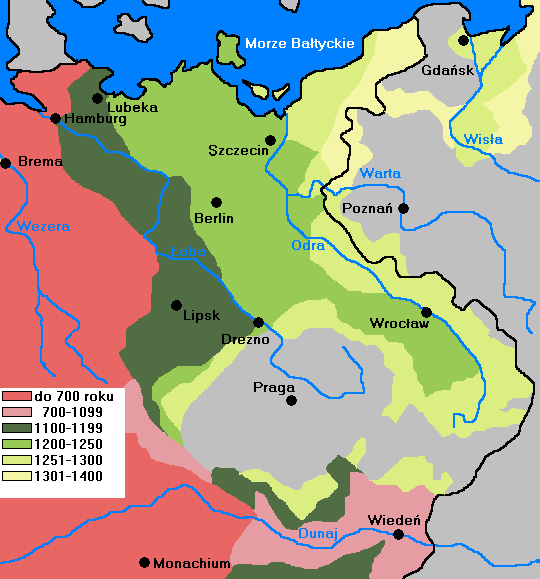 Morze Bałtyckie
Gdańsk
Lubeka
Hamburg
Wisła
Szczecin
Brema
Warta
Poznań
Berlin
Wezera
Odra
Łaba
Lipsk
Wrocław
Drezno
Praga
do 700 roku
700-1099
1100-1199
1200-1250
1251-1300
1301-1400
Wiedeń
Dunaj
Monachium